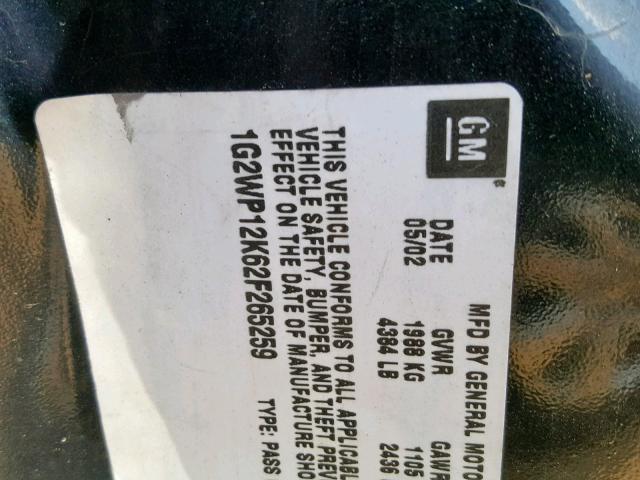 GM
MFD BY GENERAL MOTO
DATE GVWR GAWR
05/02 1988 KG 1105
4384 LB 2436
THIS VEHICLE CONFORMS TO ALL APPLICABL
VEHICLE SAFETY, BUMPER, AND THEFT PREV
EFFECT ON THE DATE OF MANUFACTURE SHO
1G2WP12K62F265259 TYPE: PASS